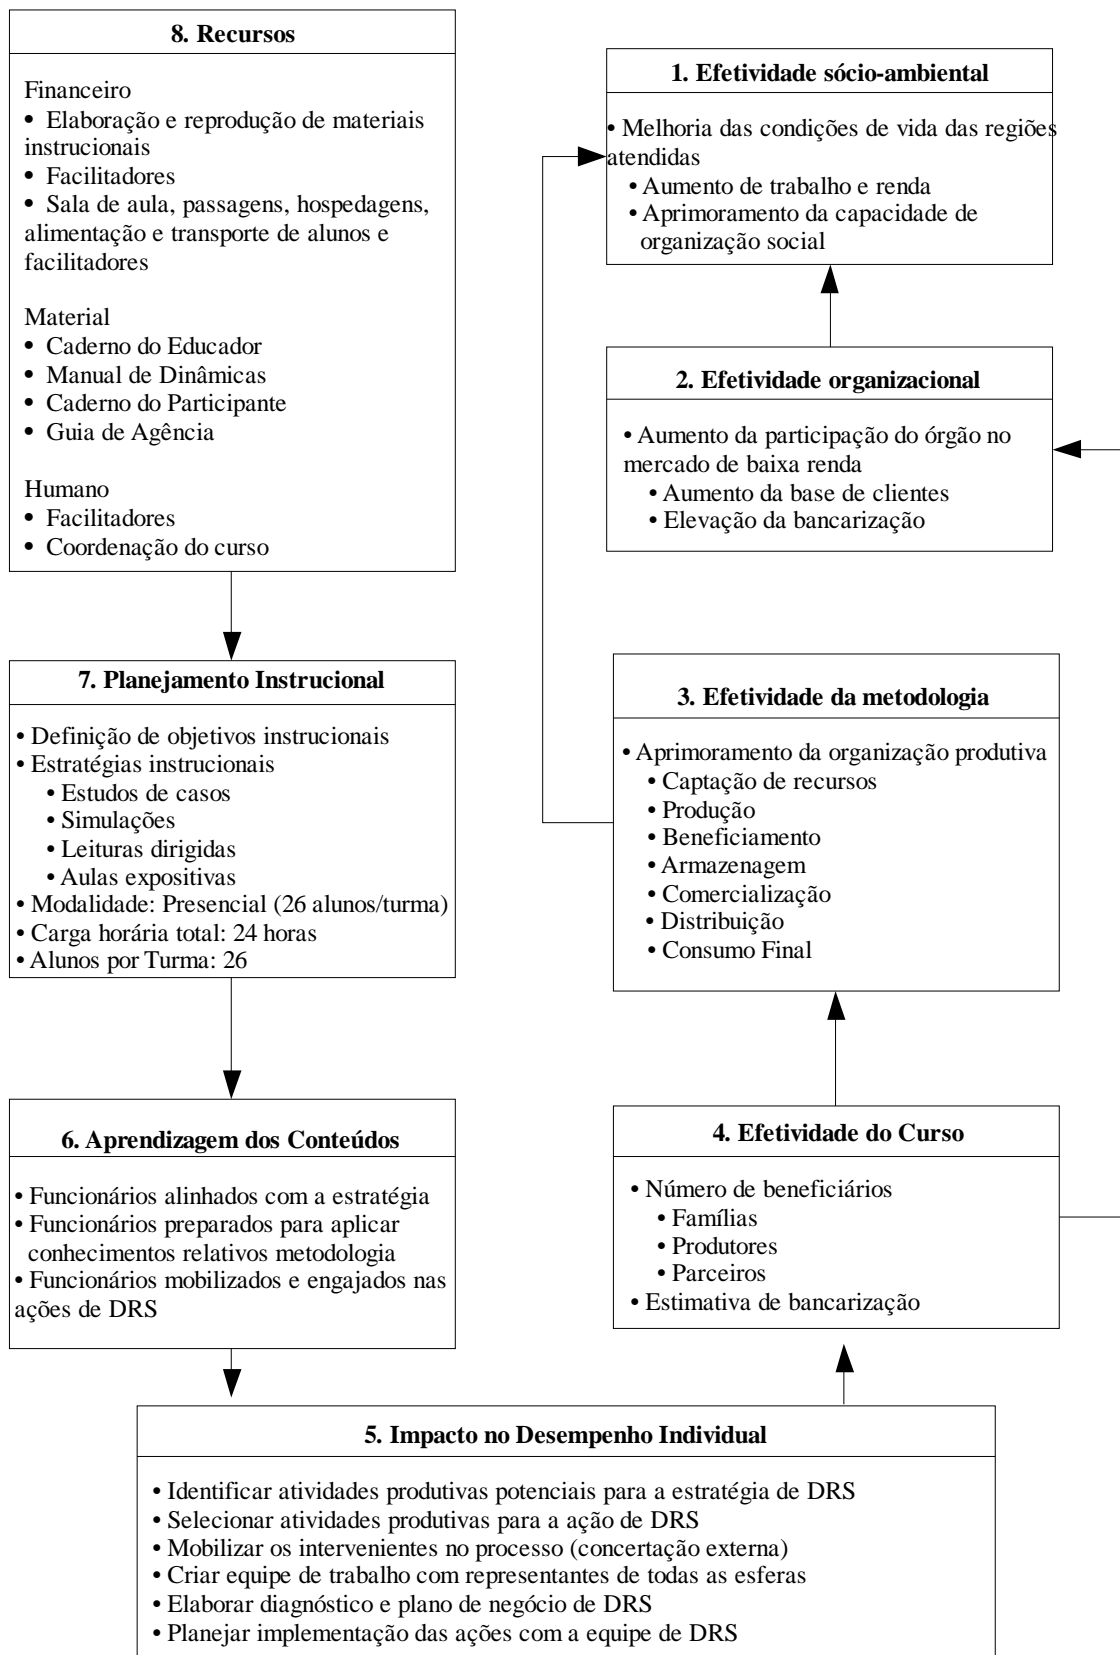 8. Recursos
Financeiro
• Elaboração e reprodução de materiais
instrucionais
• Facilitadores
• Sala de aula, passagens, hospedagens,
alimentação e transporte de alunos e
facilitadores
Material
• Caderno do Educador
• Manual de Dinâmicas
• Caderno do Participante
• Guia de Agência
Humano
• Facilitadores
• Coordenação do curso
7. Planejamento Instrucional
• Definição de objetivos instrucionais
• Estratégias instrucionais
• Estudos de casos
• Simulações
• Leituras dirigidas
• Aulas expositivas
• Modalidade: Presencial (26 alunos/turma)
• Carga horária total: 24 horas
• Alunos por Turma: 26
6. Aprendizagem dos Conteúdos
• Funcionários alinhados com a estratégia
• Funcionários preparados para aplicar
conhecimentos relativos metodologia
• Funcionários mobilizados e engajados nas
ações de DRS
1. Efetividade sócio-ambiental
• Melhoria das condições de vida das regiões
atendidas
• Aumento de trabalho e renda
• Aprimoramento da capacidade de
organização social
2. Efetividade organizacional
• Aumento da participação do órgão no
mercado de baixa renda
• Aumento da base de clientes
• Elevação da bancarização
3. Efetividade da metodologia
• Aprimoramento da organização produtiva
• Captação de recursos
• Produção
• Beneficiamento
• Armazenagem
• Comercialização
• Distribuição
• Consumo Final
4. Efetividade do Curso
• Número de beneficiários
• Famílias
• Produtores
• Parceiros
• Estimativa de bancarização
5. Impacto no Desempenho Individual
• Identificar atividades produtivas potenciais para a estratégia de DRS
• Selecionar atividades produtivas para a ação de DRS
• Mobilizar os intervenientes no processo (concertação externa)
• Criar equipe de trabalho com representantes de todas as esferas
• Elaborar diagnóstico e plano de negócio de DRS
• Planejar implementação das ações com a equipe de DRS